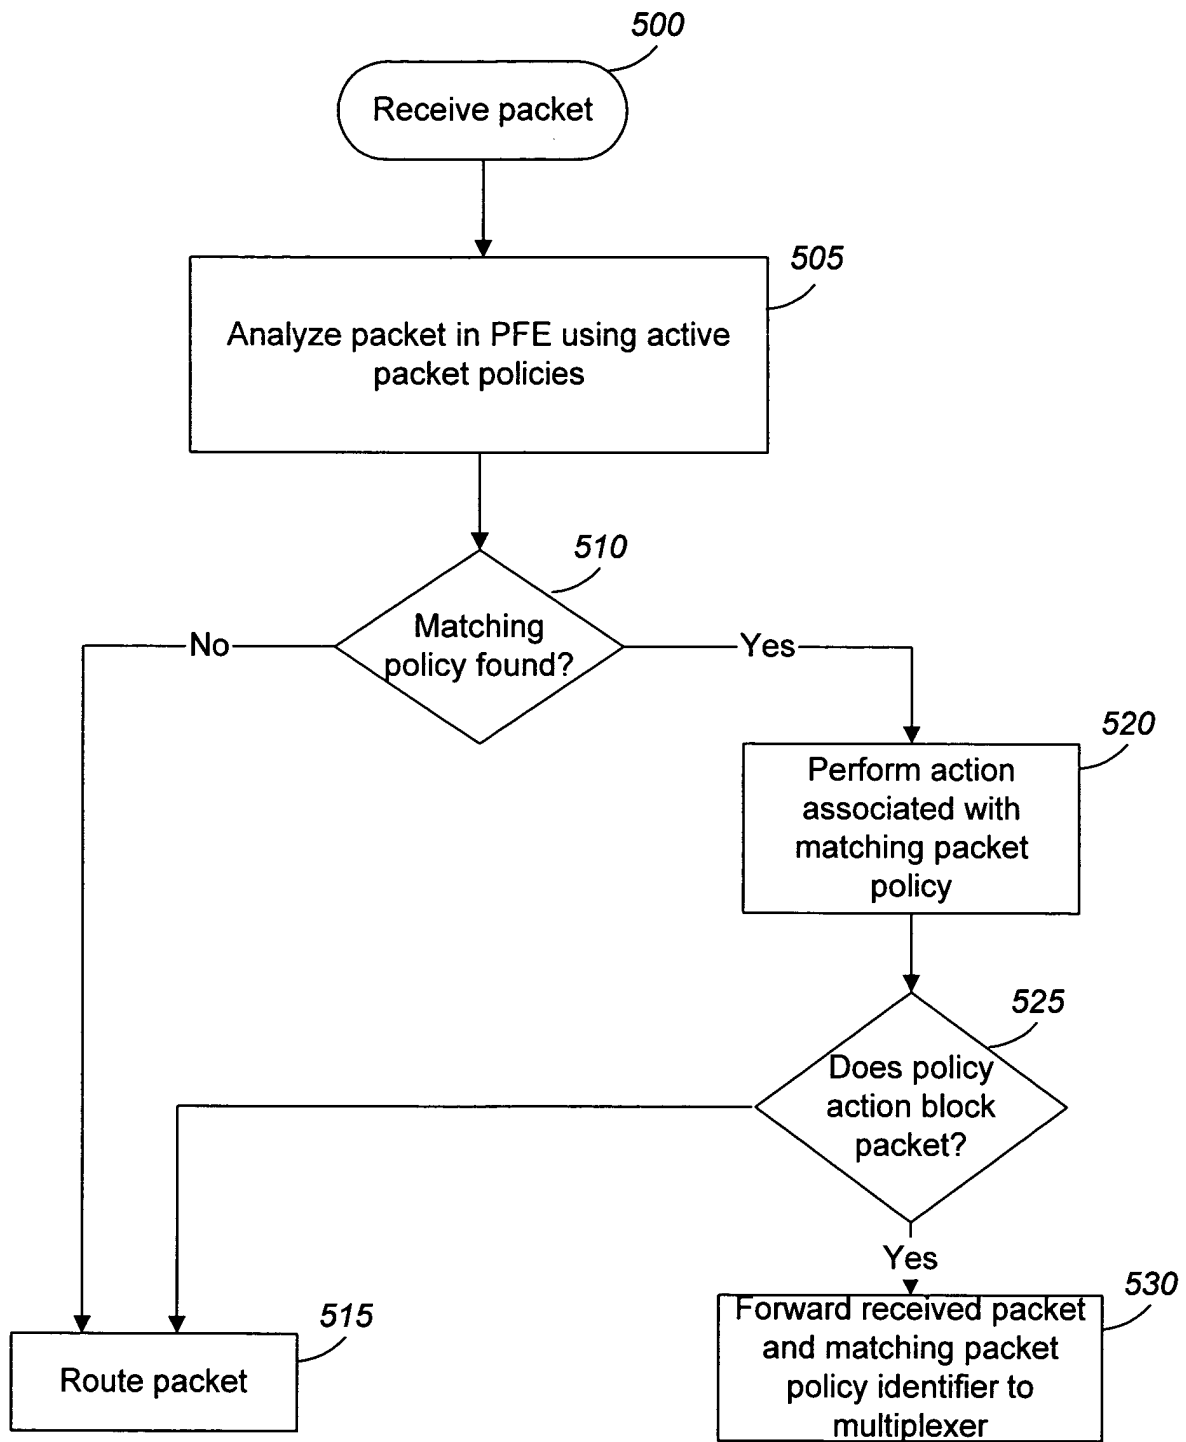 500
Receive packet
505
Analyze packet in PFE using active
packet policies
510
Matching
policy found?
No
Yes
520
Perform action
associated with
matching packet
policy
525
Does policy
action block
packet?
Yes
530
Forward received packet
and matching packet
policy identifier to
multiplexer
515
Route packet